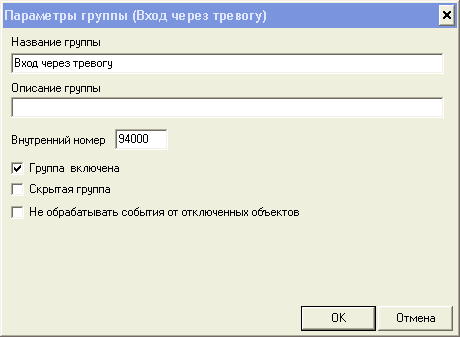 Параметры группы (Вход через тревогу)
Название группы
Вход через тревогу
Описание группы
Внутренний номер 94000
Группа включена
Скрытая группа
Не обрабатывать события от отключенных объектов
OK Отмена